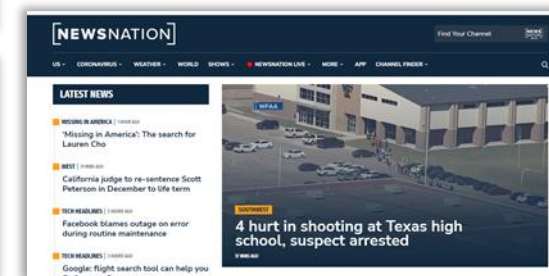 [NEWSNATION]
Find Your Channel
US CORONAVIRUS WEATHER WORLD SHOWS NEWSNATION LIVE MORE APP CHANNEL FINDER
LATEST NEWS
MISSING IN AMERICA
'Missing in America': The search for
Lauren Cho
WEST
California judge to re-sentence Scott
Peterson in December to life term
TECH HEADLINES
Facebook blames outage on error
during routine maintenance
TECH HEADLINES
Google: flight search tool can help you
WFAA
SOUTHWEST
4 hurt in shooting at Texas high
school, suspect arrested